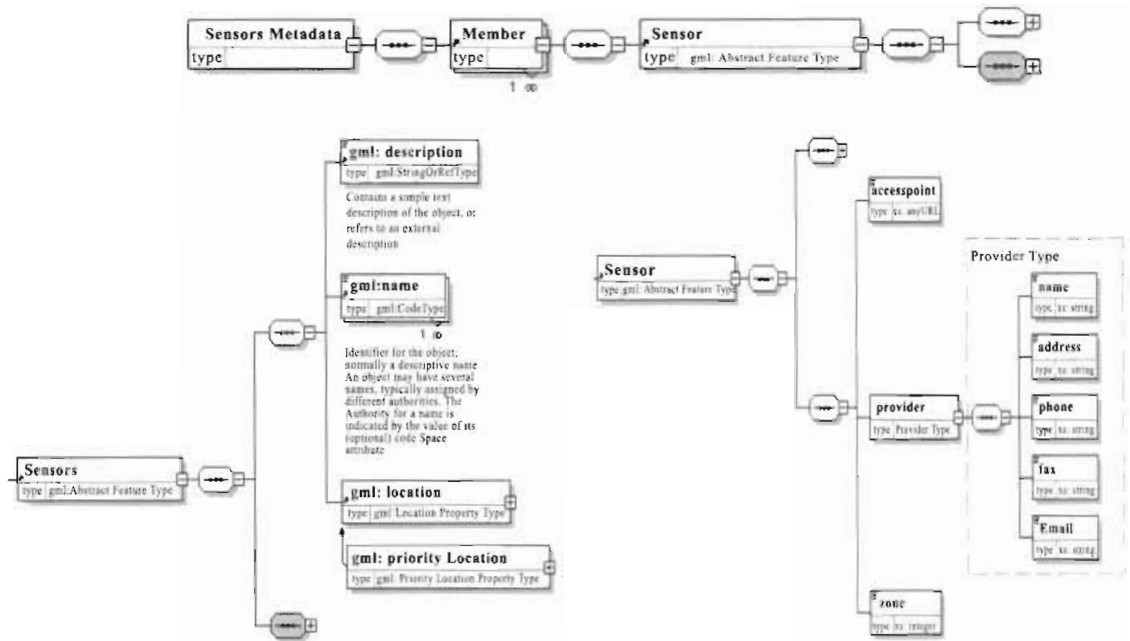 Sensors Metadata
type
Member
type
1 ∞
Sensor
type gml: Abstract Feature Type
gml: description
type gml:StringOrRefType
Contains a simple text
description of the object, or
refers to an external
description
gml:name
type gml:CodeType
1 ∞
Identifier for the object,
normally a descriptive name
An object may have several
names, typically assigned by
different authorities. The
Authority for a name is
indicated by the value of its
(optional) code Space
attribute
Sensors
type gml:Abstract Feature Type
gml: location
type gml: Location Property Type
gml: priority Location
type gml: Priority Location Property Type
Sensor
type gml: Abstract Feature Type
accesspoint
type xs: anyURL
provider
type Provider Type
Provider Type
name
type xs: string
address
type xs: string
phone
type xs: string
fax
type xs: string
Email
type xs: string
zone
type xs: integer